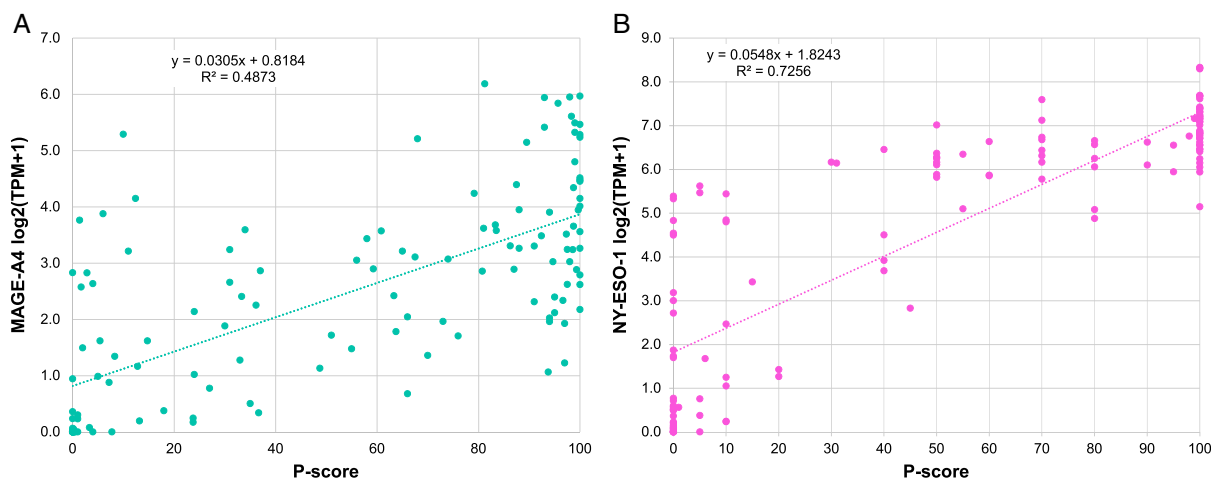 A
7.0
6.0
5.0
4.0
3.0
2.0
1.0
0.0
MAGE-A4 log2(TPM+1)
y = 0.0305x + 0.8184
R² = 0.4873
0 20 40 60 80 100
P-score
B
9.0
8.0
7.0
6.0
5.0
4.0
3.0
2.0
1.0
0.0
NY-ESO-1 log2(TPM+1)
y = 0.0548x + 1.8243
R² = 0.7256
0 10 20 30 40 50 60 70 80 90 100
P-score